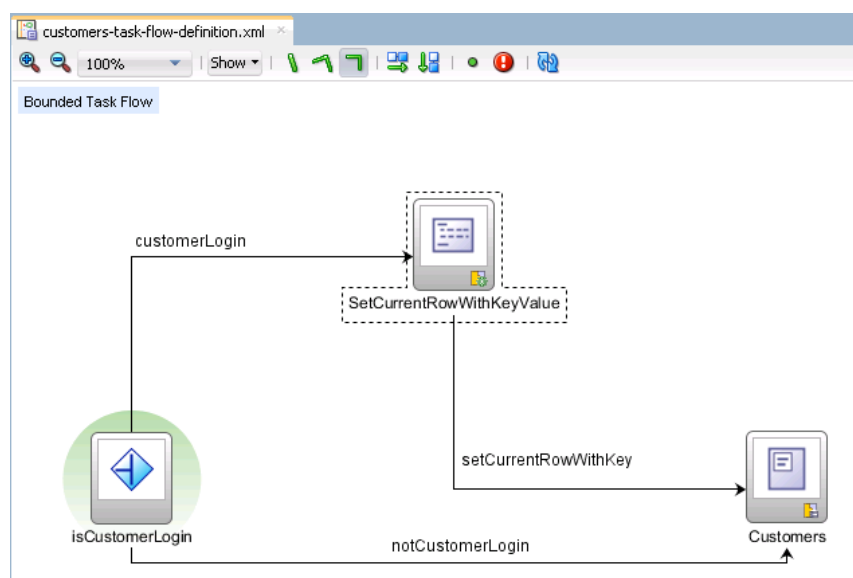 customers-task-flow-definition.xml
100%
Show
Bounded Task Flow
customerLogin
SetCurrentRowWithKeyValue
setCurrentRowWithKey
isCustomerLogin
Customers
notCustomerLogin